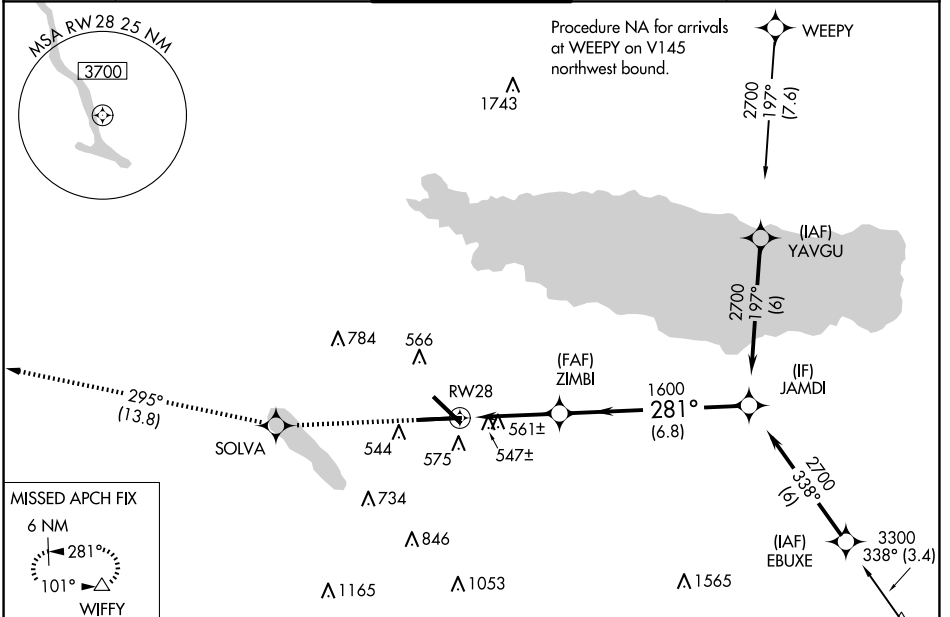 MSA RW 28 25 NM
3700
Procedure NA for arrivals
at WEEPY on V145
northwest bound.
WEEPY
1743
2700
197°
(7.6)
(IAF)
YAVGU
2700
197°
(6)
784
566
RW28
(FAF)
ZIMBI
1600
281°
(6.8)
(IF)
JAMDI
295°
(13.8)
SOLVA
544
575
561±
547±
2700
338°
(6)
734
846
(IAF)
EBUXE
3300
338° (3.4)
1165
1053
1565
MISSED APCH FIX
6 NM
281°
101°
WIFFY